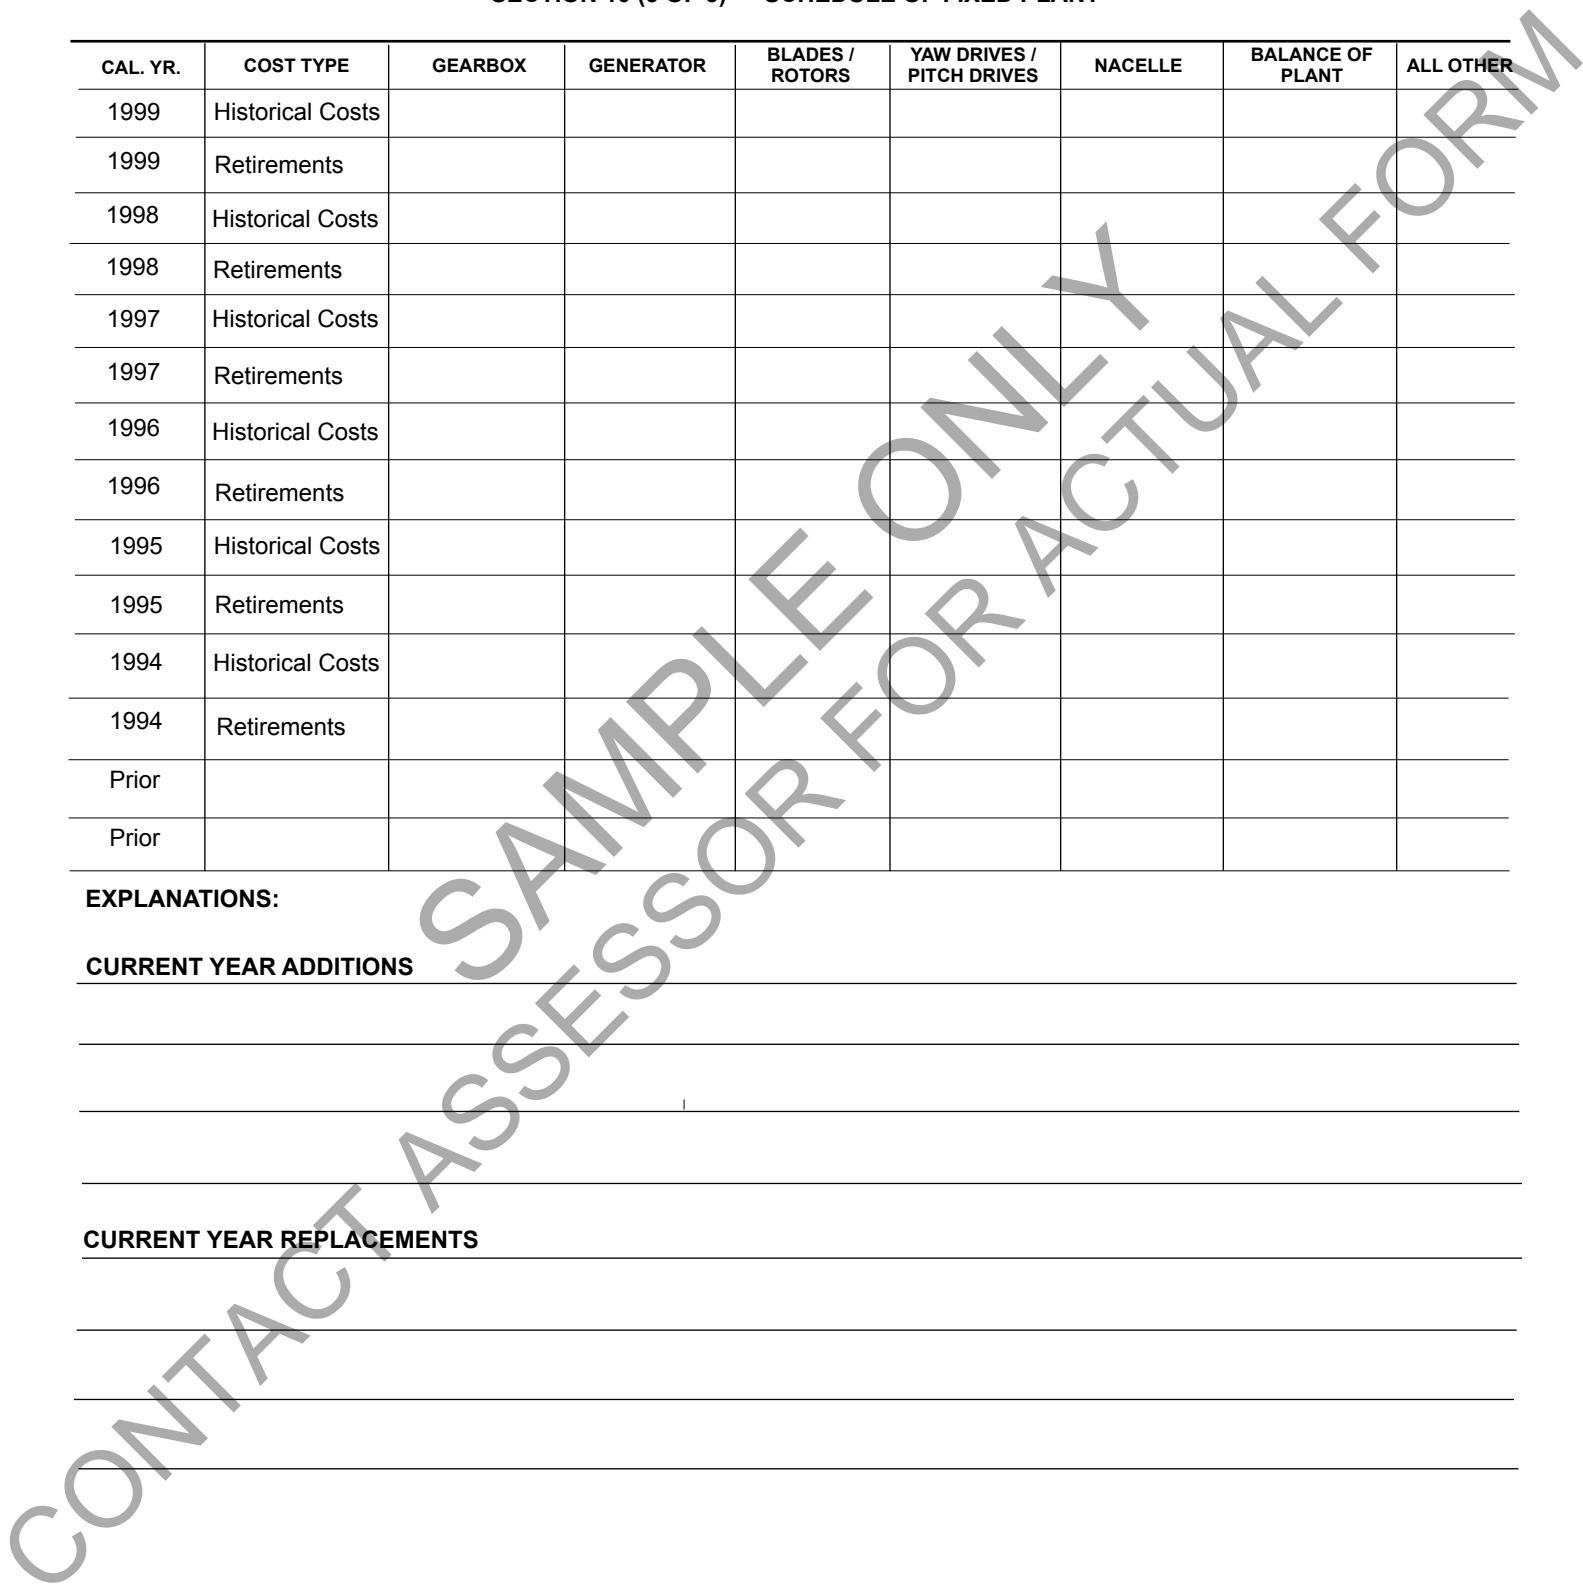 CAL. YR. COST TYPE GEARBOX GENERATOR BLADES / ROTORS YAW DRIVES / PITCH DRIVES NACELLE BALANCE OF PLANT ALL OTHER
1999 Historical Costs
1999 Retirements
1998 Historical Costs
1998 Retirements
1997 Historical Costs
1997 Retirements
1996 Historical Costs
1996 Retirements
1995 Historical Costs
1995 Retirements
1994 Historical Costs
1994 Retirements
Prior
Prior
EXPLANATIONS:
CURRENT YEAR ADDITIONS
CURRENT YEAR REPLACEMENTS
SAMPLE ONLY
CONTACT ASSESSOR FOR ACTUAL FORM